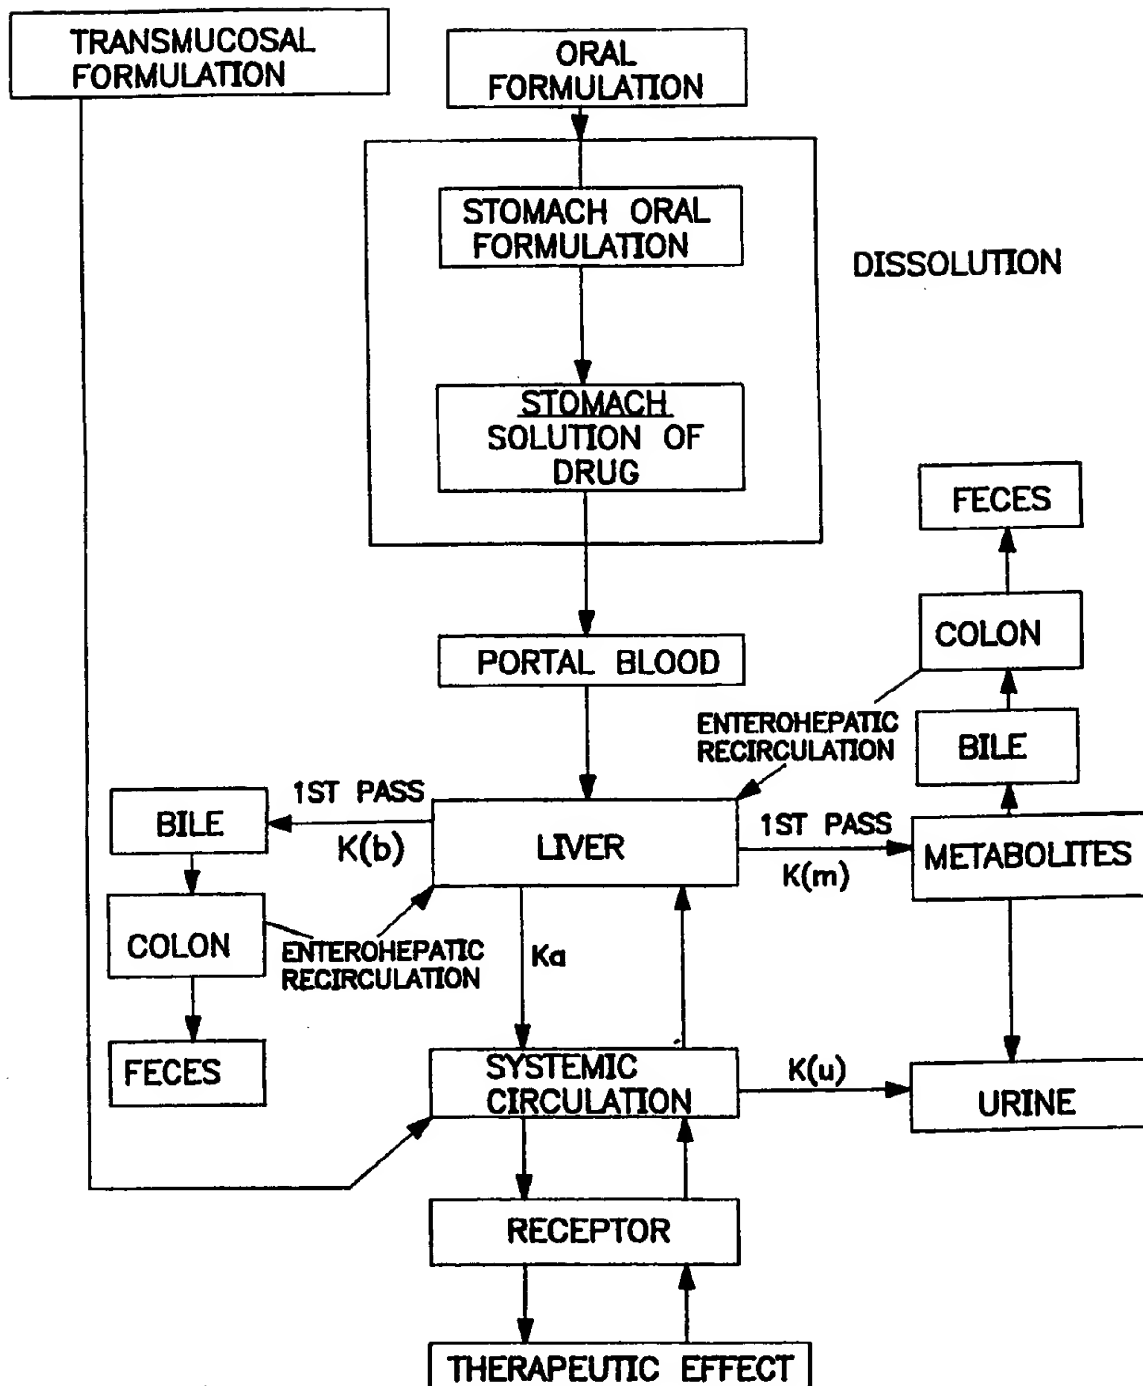 TRANSMUCOSAL
FORMULATION
ORAL
FORMULATION
STOMACH ORAL
FORMULATION
DISSOLUTION
STOMACH
SOLUTION OF
DRUG
FECES
COLON
PORTAL BLOOD
ENTEROHEPATIC
RECIRCULATION
BILE
1ST PASS
BILE
K(b)
LIVER
1ST PASS
K(m)
METABOLITES
COLON
ENTEROHEPATIC
RECIRCULATION
Ka
FECES
SYSTEMIC
CIRCULATION
K(u)
URINE
RECEPTOR
THERAPEUTIC EFFECT